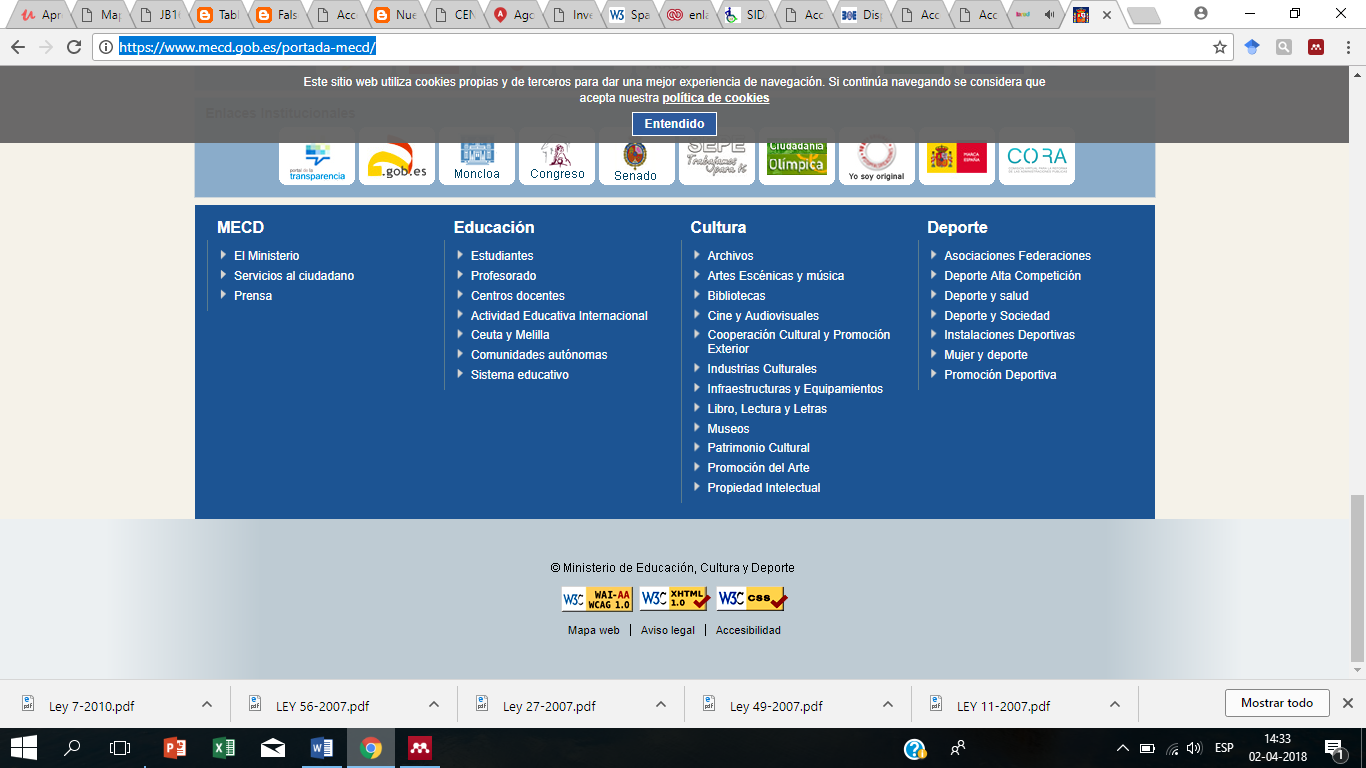 Apr
Map
JB1
Tabl
Fals
Acc
Nue
CEN
Ago
Inve
Spa
enla
SID
Acc
Disp
Acc
Acc
https://www.mecd.gob.es/portada-mecd/
Este sitio web utiliza cookies propias y de terceros para dar una mejor experiencia de navegación. Si continúa navegando se considera que
acepta nuestra política de cookies
Entendido
Enlaces institucionales
portal de la
transparencia
.gob.es
Moncloa
Congreso
Senado
SEPE
Trabajamos
para ti
Ciudadanía
Olímpica
Yo soy original
MARCA
ESPAÑA
CORA
MECD
El Ministerio
Servicios al ciudadano
Prensa
Educación
Estudiantes
Profesorado
Centros docentes
Actividad Educativa Internacional
Ceuta y Melilla
Comunidades autónomas
Sistema educativo
Cultura
Archivos
Artes Escénicas y música
Bibliotecas
Cine y Audiovisuales
Cooperación Cultural y Promoción
Exterior
Industrias Culturales
Infraestructuras y Equipamientos
Libro, Lectura y Letras
Museos
Patrimonio Cultural
Promoción del Arte
Propiedad Intelectual
Deporte
Asociaciones Federaciones
Deporte Alta Competición
Deporte y salud
Deporte y Sociedad
Instalaciones Deportivas
Mujer y deporte
Promoción Deportiva
© Ministerio de Educación, Cultura y Deporte
W3C WAI-AA WCAG 1.0
W3C XHTML 1.0
W3C CSS
Mapa web | Aviso legal | Accesibilidad
Ley 7-2010.pdf
LEY 56-2007.pdf
Ley 27-2007.pdf
Ley 49-2007.pdf
LEY 11-2007.pdf
Mostrar todo
ESP
14:33
02-04-2018
1